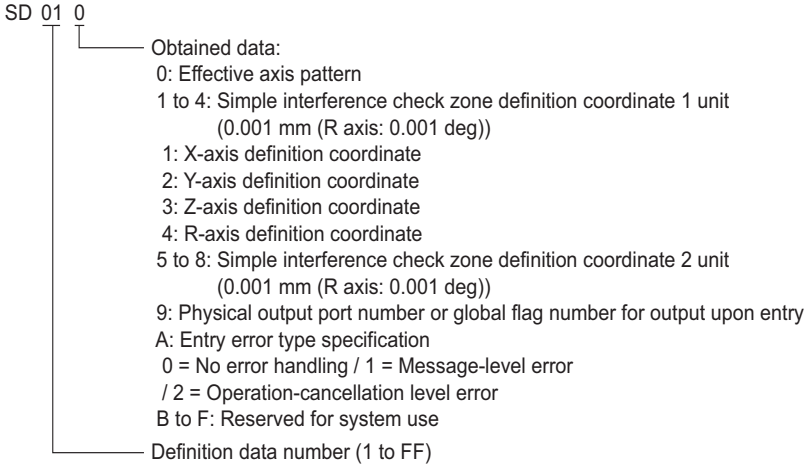 SD 01 0
Obtained data:
0: Effective axis pattern
1 to 4: Simple interference check zone definition coordinate 1 unit
(0.001 mm (R axis: 0.001 deg))
1: X-axis definition coordinate
2: Y-axis definition coordinate
3: Z-axis definition coordinate
4: R-axis definition coordinate
5 to 8: Simple interference check zone definition coordinate 2 unit
(0.001 mm (R axis: 0.001 deg))
9: Physical output port number or global flag number for output upon entry
A: Entry error type specification
0 = No error handling / 1 = Message-level error
/ 2 = Operation-cancellation level error
B to F: Reserved for system use
Definition data number (1 to FF)